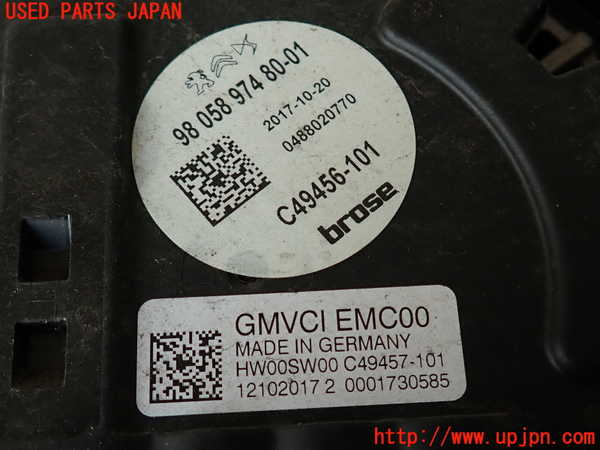 USED PARTS JAPAN
98 058 974 80-01
2017-10-20
0488020770
C49456-101
brose
GMVCI EMC00
MADE IN GERMANY
HW00SW00 C49457-101
12102017 2 0001730585
http://www.upjpn.com